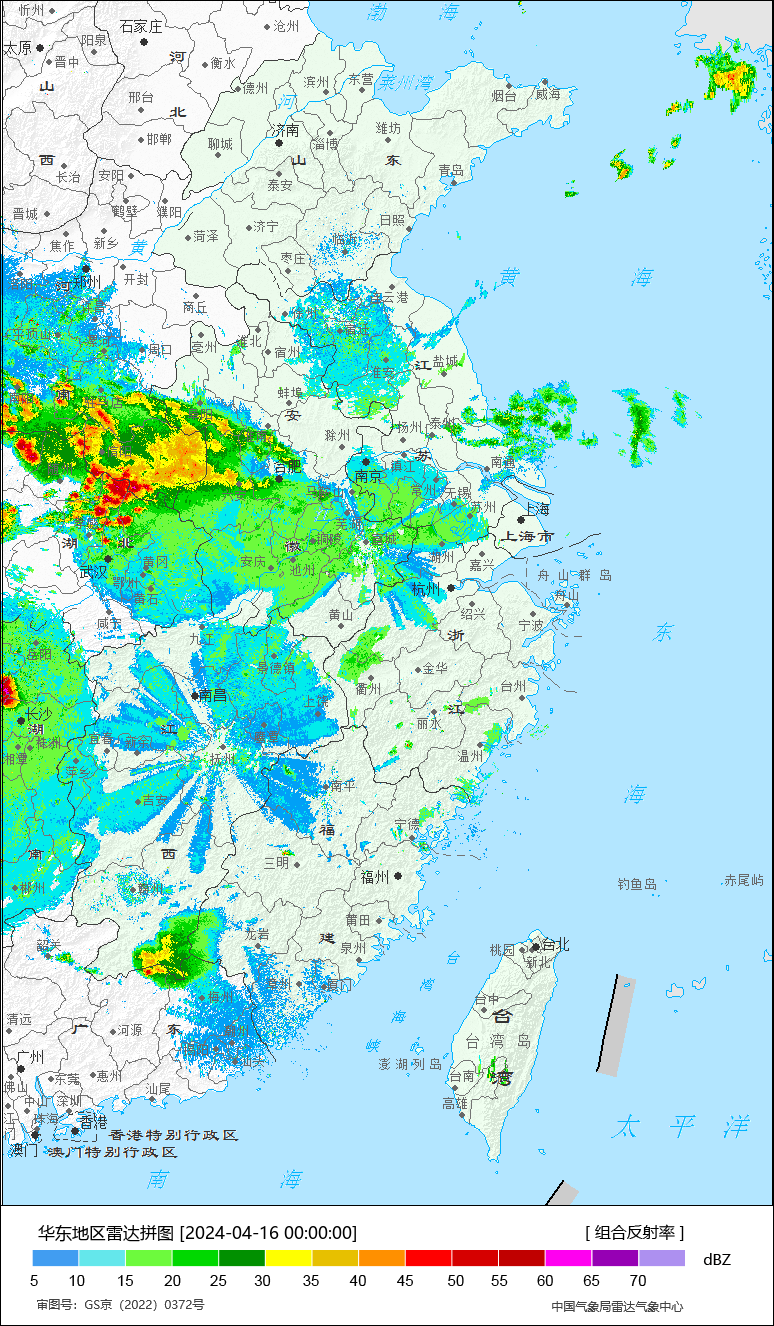 忻州
石家庄
沧州
渤海
太原
阳泉
晋中
河
衡水
德州
滨州
东营
莱州湾
烟台
威海
山
邢台
北
河
济南
潍坊
聊城
淄博
邯郸
西
山
东
长治
安阳
泰安
青岛
晋城
鹤壁
濮阳
焦作
新乡
黄
菏泽
济宁
日照
临沂
枣庄
黄海
河
郑州
开封
商丘
连云港
徐州
宿迁
平顶山
周口
亳州
淮北
宿州
淮安
江
盐城
南
蚌埠
安
滁州
扬州
泰州
苏
合肥
南京
镇江
南通
马鞍山
常州
无锡
苏州
上海
芜湖
上海市
湖
北
徽
铜陵
宣城
湖州
嘉兴
武汉
黄冈
安庆
池州
杭州
舟山群岛
舟山
鄂州
黄石
绍兴
宁波
咸宁
黄山
浙
东
九江
岳阳
景德镇
金华
衢州
南昌
上饶
台州
长沙
江
丽水
江
湖
株洲
宜春
湘潭
萍乡
抚州
温州
吉安
南平
海
福
宁德
南
西
三明
福州
郴州
赣州
钓鱼岛
赤尾屿
莆田
韶关
龙岩
建
泉州
台北
桃园
新北
台
湾
海
峡
漳州
厦门
梅州
台中
台
清远
广
河源
东
台湾岛
广州
澎湖列岛
台南
湾
汕头
佛山
东莞
惠州
高雄
中山
深圳
汕尾
江门
珠海
香港
香港特别行政区
太平洋
澳门
澳门特别行政区
南海
华东地区雷达拼图 [2024-04-16 00:00:00]
[ 组合反射率 ]
dBZ
5 10 15 20 25 30 35 40 45 50 55 60 65 70
审图号：GS京（2022）0372号
中国气象局雷达气象中心